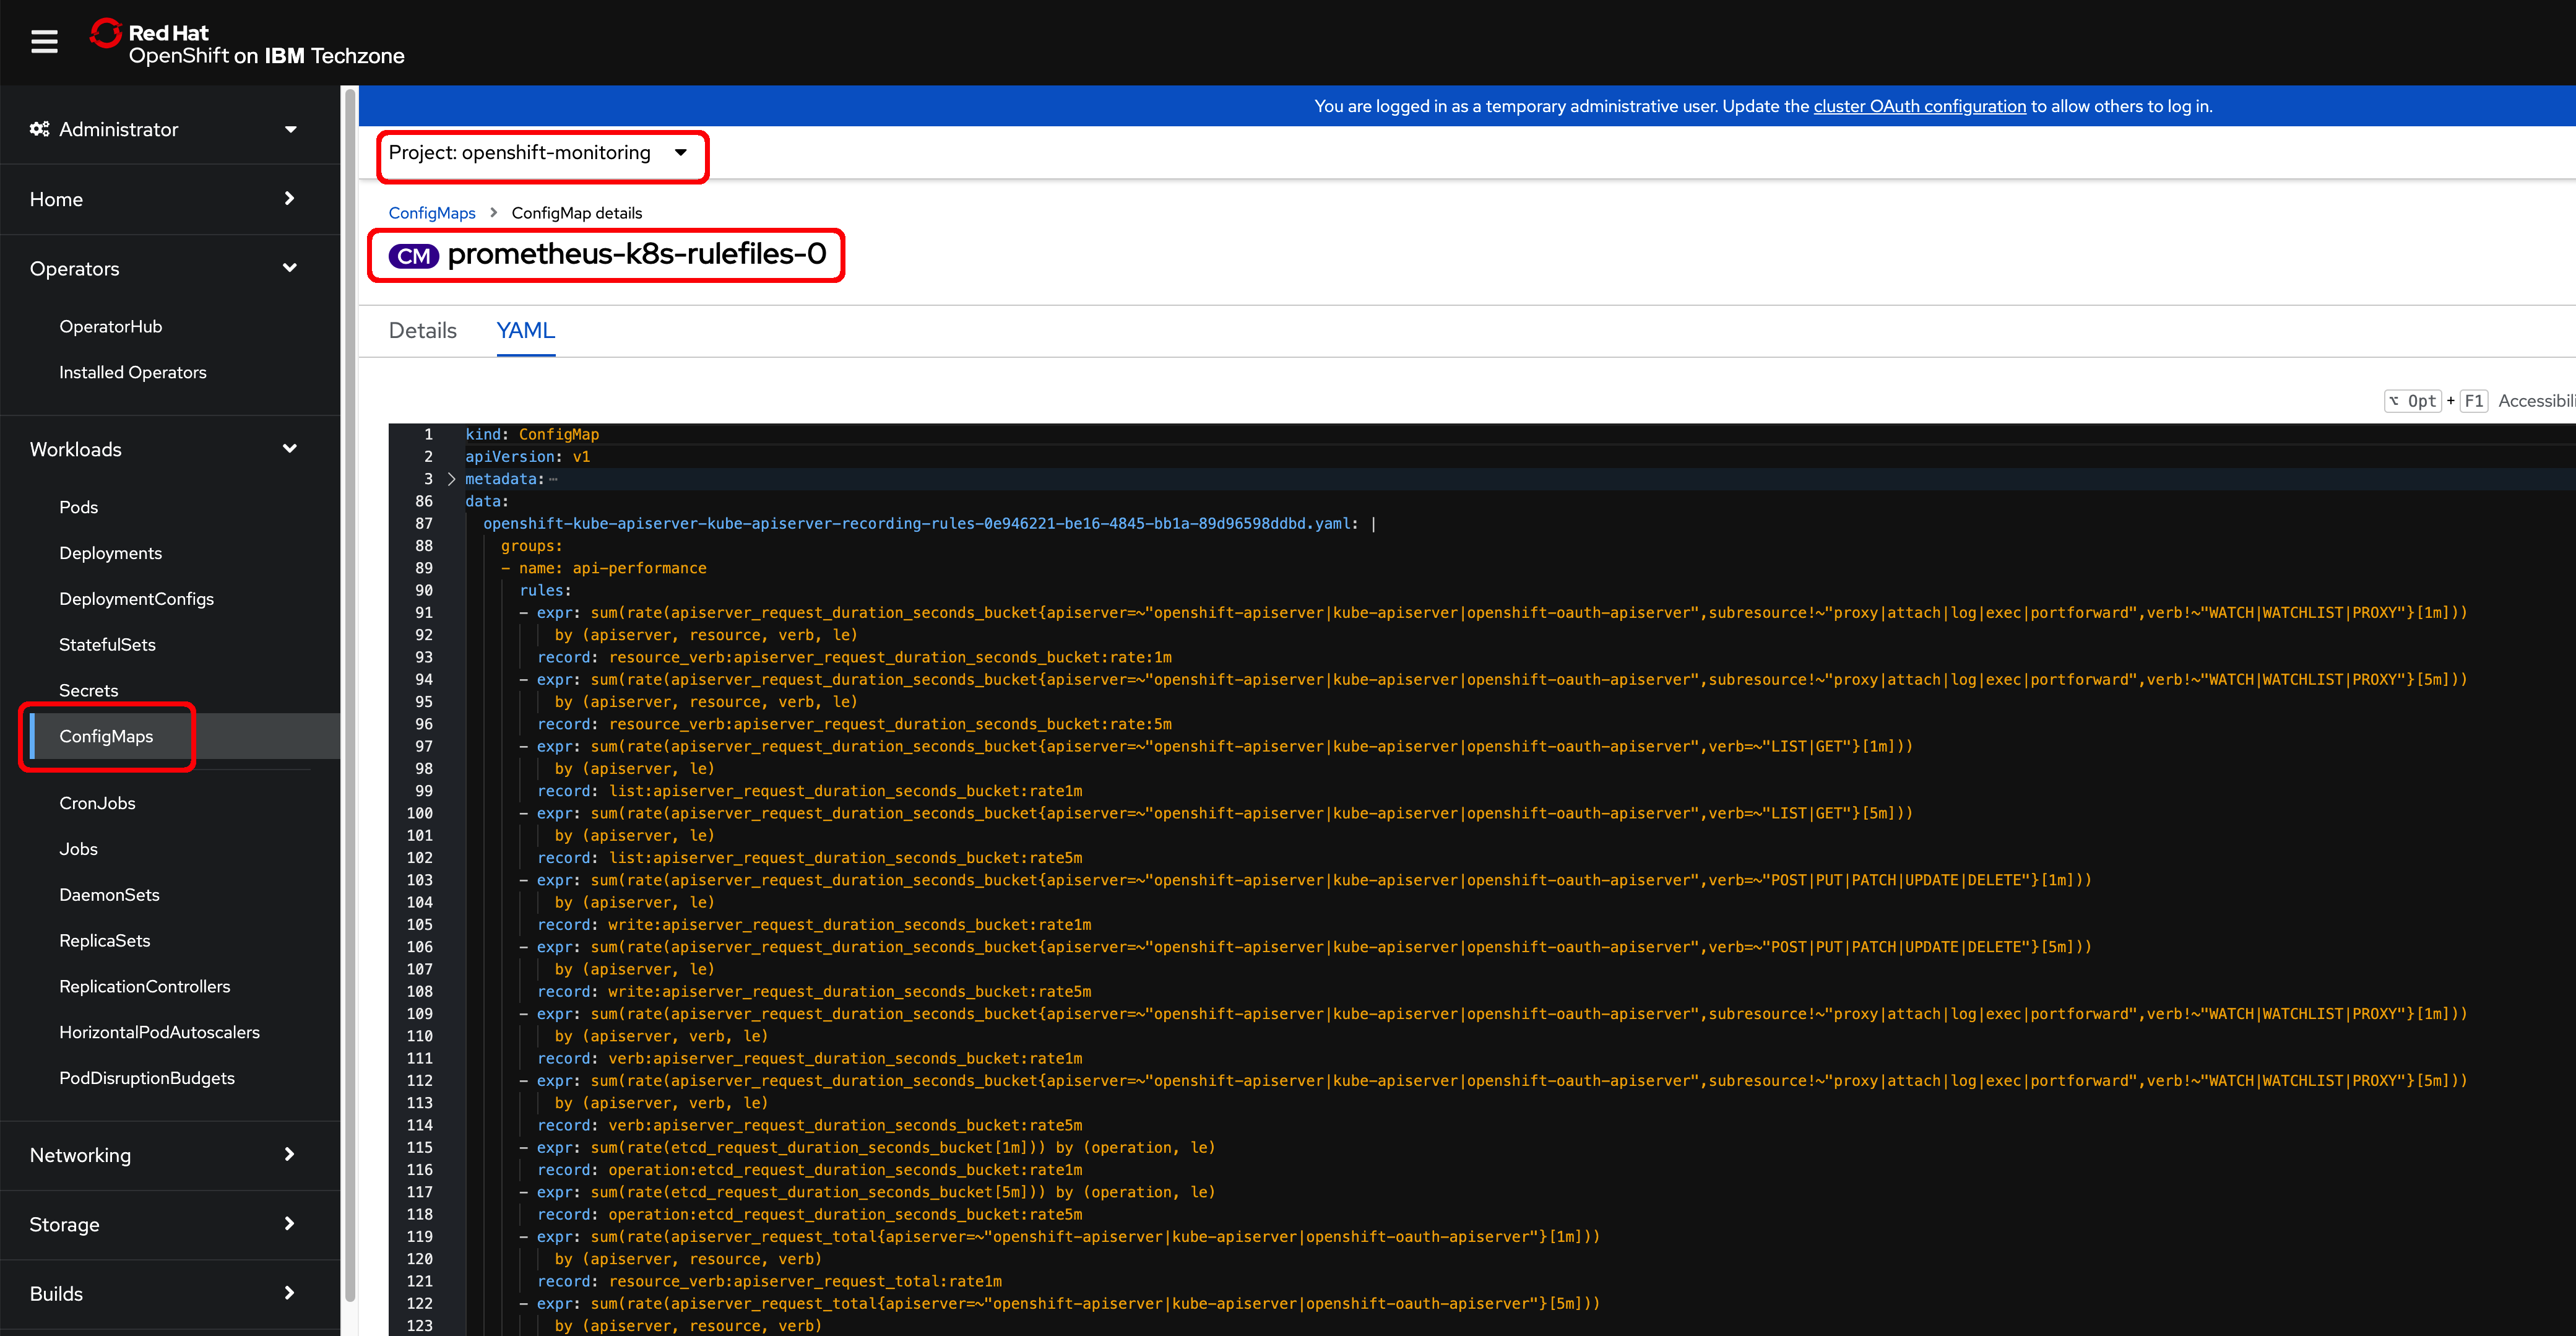 Red Hat
OpenShift on IBM Techzone
Administrator
Home
Operators
OperatorHub
Installed Operators
Workloads
Pods
Deployments
DeploymentConfigs
StatefulSets
Secrets
ConfigMaps
CronJobs
Jobs
DaemonSets
ReplicaSets
ReplicationControllers
HorizontalPodAutoscalers
PodDisruptionBudgets
Networking
Storage
Builds
You are logged in as a temporary administrative user. Update the cluster OAuth configuration to allow others to log in.
Project: openshift-monitoring
ConfigMaps > ConfigMap details
CM prometheus-k8s-rulefiles-0
Details YAML
⌥ Opt + F1 Accessibili
1 kind: ConfigMap
2 apiVersion: v1
3 metadata: …
86 data:
87 openshift-kube-apiserver-kube-apiserver-recording-rules-0e946221-be16-4845-bb1a-89d96598ddbd.yaml: |
88 groups:
89 - name: api-performance
90 rules:
91 - expr: sum(rate(apiserver_request_duration_seconds_bucket{apiserver=~"openshift-apiserver|kube-apiserver|openshift-oauth-apiserver",subresource!~"proxy|attach|log|exec|portforward",verb!~"WATCH|WATCHLIST|PROXY"}[1m]))
92 by (apiserver, resource, verb, le)
93 record: resource_verb:apiserver_request_duration_seconds_bucket:rate:1m
94 - expr: sum(rate(apiserver_request_duration_seconds_bucket{apiserver=~"openshift-apiserver|kube-apiserver|openshift-oauth-apiserver",subresource!~"proxy|attach|log|exec|portforward",verb!~"WATCH|WATCHLIST|PROXY"}[5m]))
95 by (apiserver, resource, verb, le)
96 record: resource_verb:apiserver_request_duration_seconds_bucket:rate:5m
97 - expr: sum(rate(apiserver_request_duration_seconds_bucket{apiserver=~"openshift-apiserver|kube-apiserver|openshift-oauth-apiserver",verb=~"LIST|GET"}[1m]))
98 by (apiserver, le)
99 record: list:apiserver_request_duration_seconds_bucket:rate1m
100 - expr: sum(rate(apiserver_request_duration_seconds_bucket{apiserver=~"openshift-apiserver|kube-apiserver|openshift-oauth-apiserver",verb=~"LIST|GET"}[5m]))
101 by (apiserver, le)
102 record: list:apiserver_request_duration_seconds_bucket:rate5m
103 - expr: sum(rate(apiserver_request_duration_seconds_bucket{apiserver=~"openshift-apiserver|kube-apiserver|openshift-oauth-apiserver",verb=~"POST|PUT|PATCH|UPDATE|DELETE"}[1m]))
104 by (apiserver, le)
105 record: write:apiserver_request_duration_seconds_bucket:rate1m
106 - expr: sum(rate(apiserver_request_duration_seconds_bucket{apiserver=~"openshift-apiserver|kube-apiserver|openshift-oauth-apiserver",verb=~"POST|PUT|PATCH|UPDATE|DELETE"}[5m]))
107 by (apiserver, le)
108 record: write:apiserver_request_duration_seconds_bucket:rate5m
109 - expr: sum(rate(apiserver_request_duration_seconds_bucket{apiserver=~"openshift-apiserver|kube-apiserver|openshift-oauth-apiserver",subresource!~"proxy|attach|log|exec|portforward",verb!~"WATCH|WATCHLIST|PROXY"}[1m]))
110 by (apiserver, verb, le)
111 record: verb:apiserver_request_duration_seconds_bucket:rate1m
112 - expr: sum(rate(apiserver_request_duration_seconds_bucket{apiserver=~"openshift-apiserver|kube-apiserver|openshift-oauth-apiserver",subresource!~"proxy|attach|log|exec|portforward",verb!~"WATCH|WATCHLIST|PROXY"}[5m]))
113 by (apiserver, verb, le)
114 record: verb:apiserver_request_duration_seconds_bucket:rate5m
115 - expr: sum(rate(etcd_request_duration_seconds_bucket[1m])) by (operation, le)
116 record: operation:etcd_request_duration_seconds_bucket:rate1m
117 - expr: sum(rate(etcd_request_duration_seconds_bucket[5m])) by (operation, le)
118 record: operation:etcd_request_duration_seconds_bucket:rate5m
119 - expr: sum(rate(apiserver_request_total{apiserver=~"openshift-apiserver|kube-apiserver|openshift-oauth-apiserver"}[1m]))
120 by (apiserver, resource, verb)
121 record: resource_verb:apiserver_request_total:rate1m
122 - expr: sum(rate(apiserver_request_total{apiserver=~"openshift-apiserver|kube-apiserver|openshift-oauth-apiserver"}[5m]))
123 by (apiserver, resource, verb)